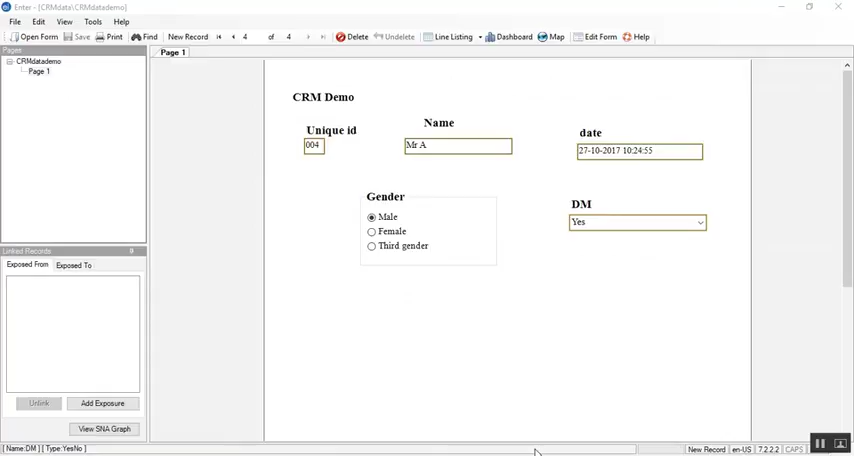 Enter - [CRMdata\CRMdatademo]
File Edit View Tools Help
Open Form Save Print Find New Record 4 of 4 Delete Undelete Line Listing Dashboard Map Edit Form Help
Pages
CRMdatademo
Page 1
Page 1
CRM Demo
Unique id
004
Name
Mr A
date
27-10-2017 10:24:55
Gender
Male
Female
Third gender
DM
Yes
Linked Records
Exposed From Exposed To
Unlink Add Exposure
View SNA Graph
[ Name:DM ] [ Type:YesNo ] New Record en-US 7.2.2.2 CAPS